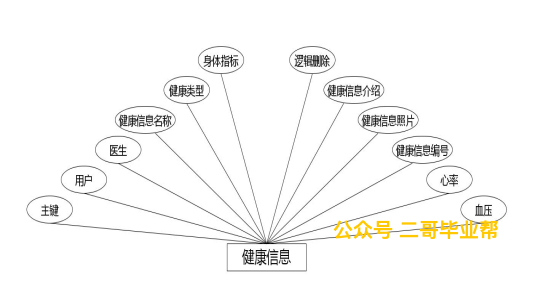 身体指标
逻辑删除
健康类型
健康信息介绍
健康信息名称
健康信息照片
医生
健康信息编号
用户
心率
主键
血压
公众号 二哥毕业帮
健康信息